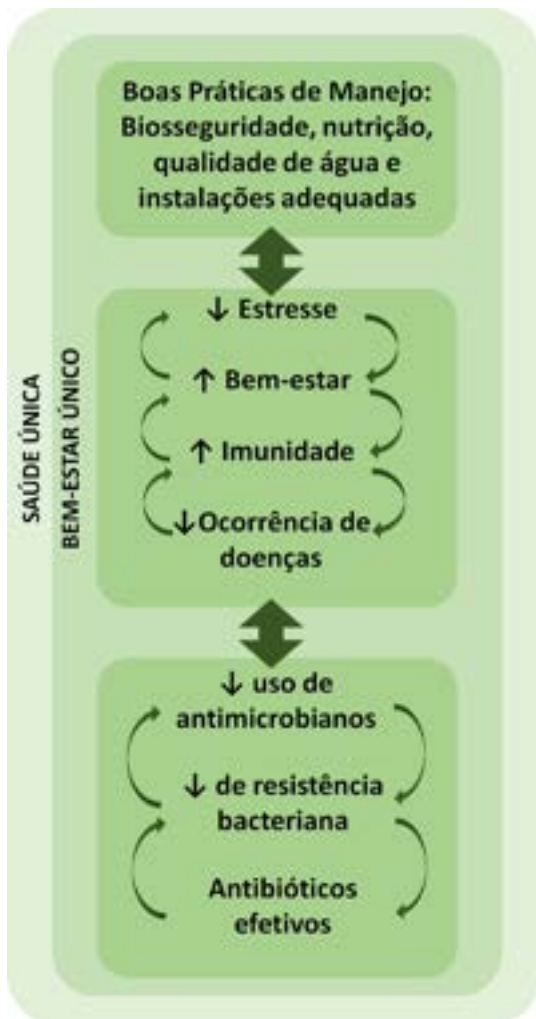 SAÚDE ÚNICA
BEM-ESTAR ÚNICO
Boas Práticas de Manejo:
Biosseguridade, nutrição,
qualidade de água e
instalações adequadas
↓ Estresse
↑ Bem-estar
↑ Imunidade
↓Ocorrência de
doenças
↓ uso de
antimicrobianos
↓ de resistência
bacteriana
Antibióticos
efetivos